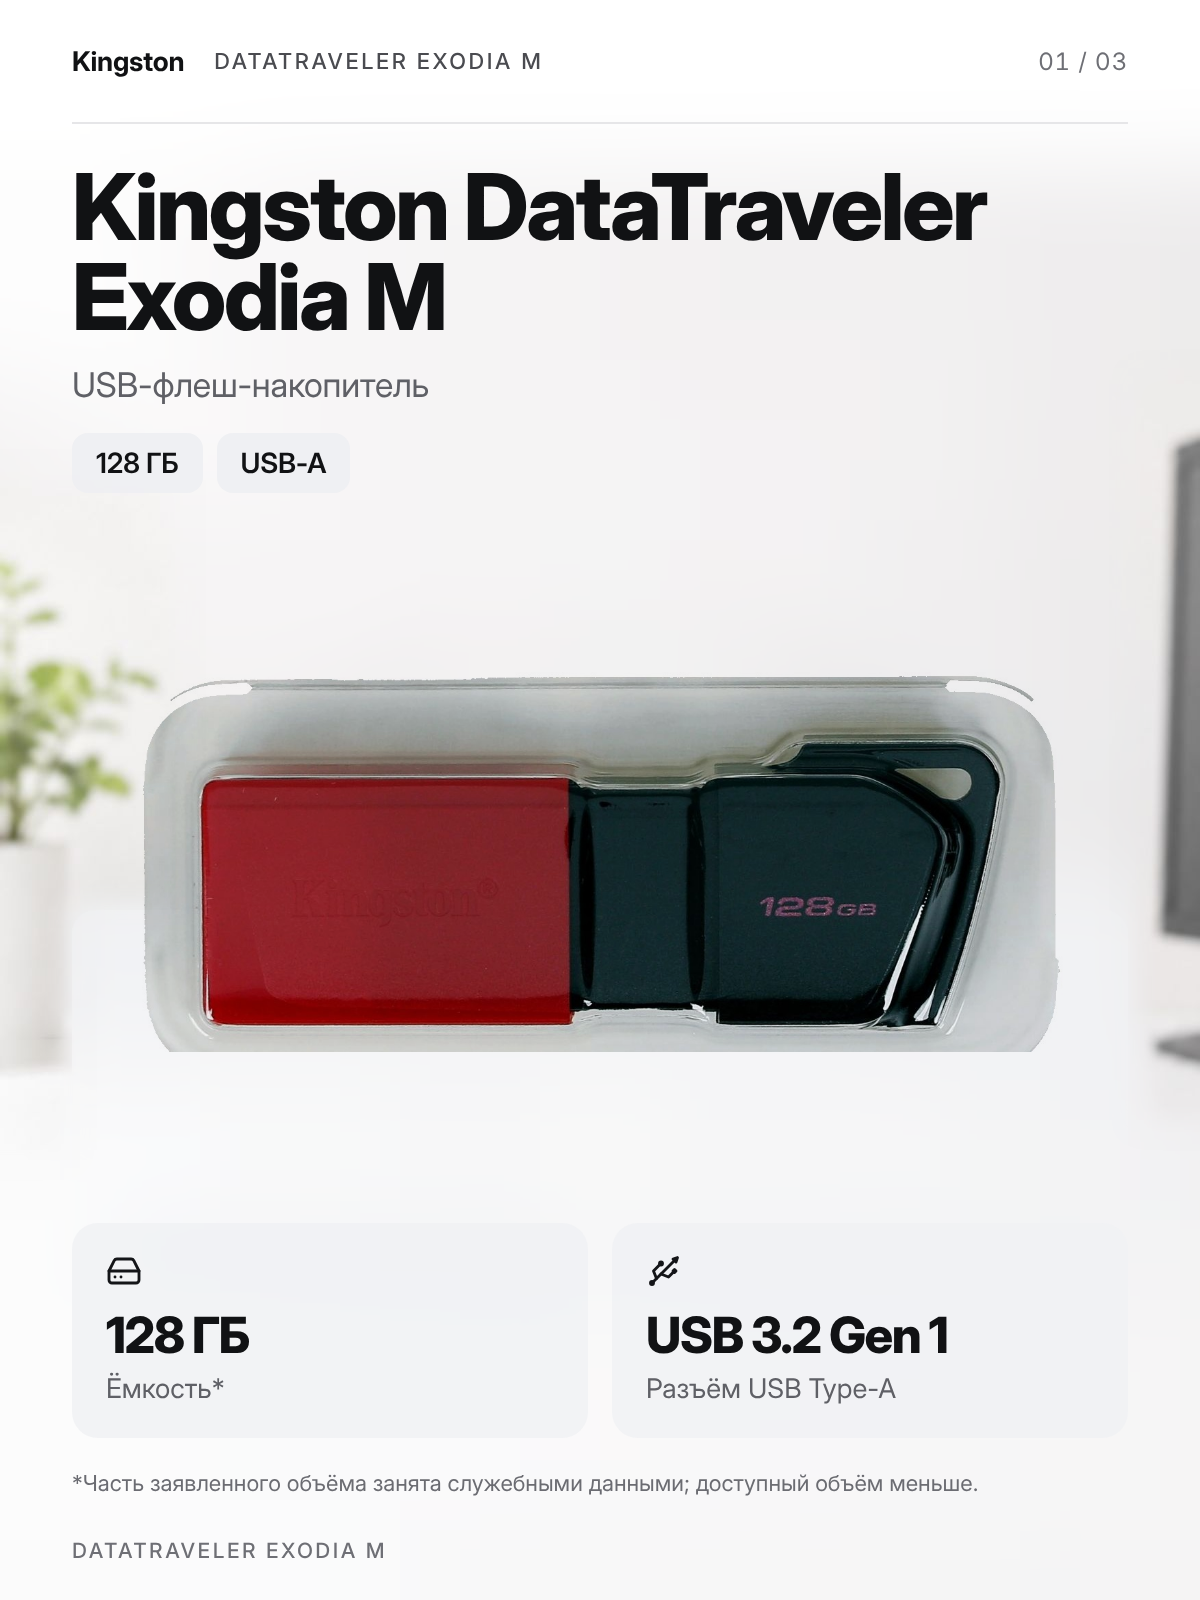 Kingston DATATRAVELER EXODIA M 01 / 03
Kingston DataTraveler
Exodia M
USB-флеш-накопитель
128 ГБ USB-A
Kingston®
128GB
128 ГБ
Ёмкость*
USB 3.2 Gen 1
Разъём USB Type-A
*Часть заявленного объёма занята служебными данными; доступный объём меньше.
DATATRAVELER EXODIA M